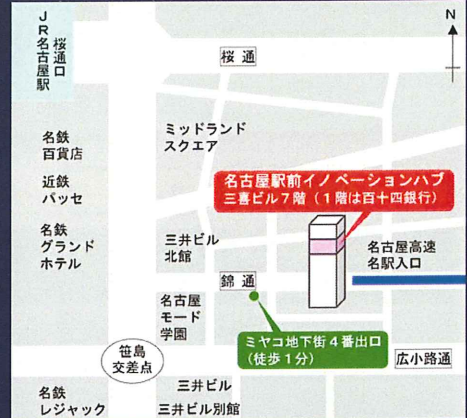 JR名古屋駅
桜通口
桜 通
N
名鉄
百貨店
ミッドランド
スクエア
近鉄
パッセ
名古屋駅前イノベーションハブ
三喜ビル7階(1階は百十四銀行)
名鉄
グランド
ホテル
三井ビル
北館
名古屋高速
名駅入口
錦 通
名古屋
モード
学園
ミヤコ地下街4番出口
(徒歩1分)
笹島
交差点
広小路通
名鉄
レジャック
三井ビル
三井ビル別館